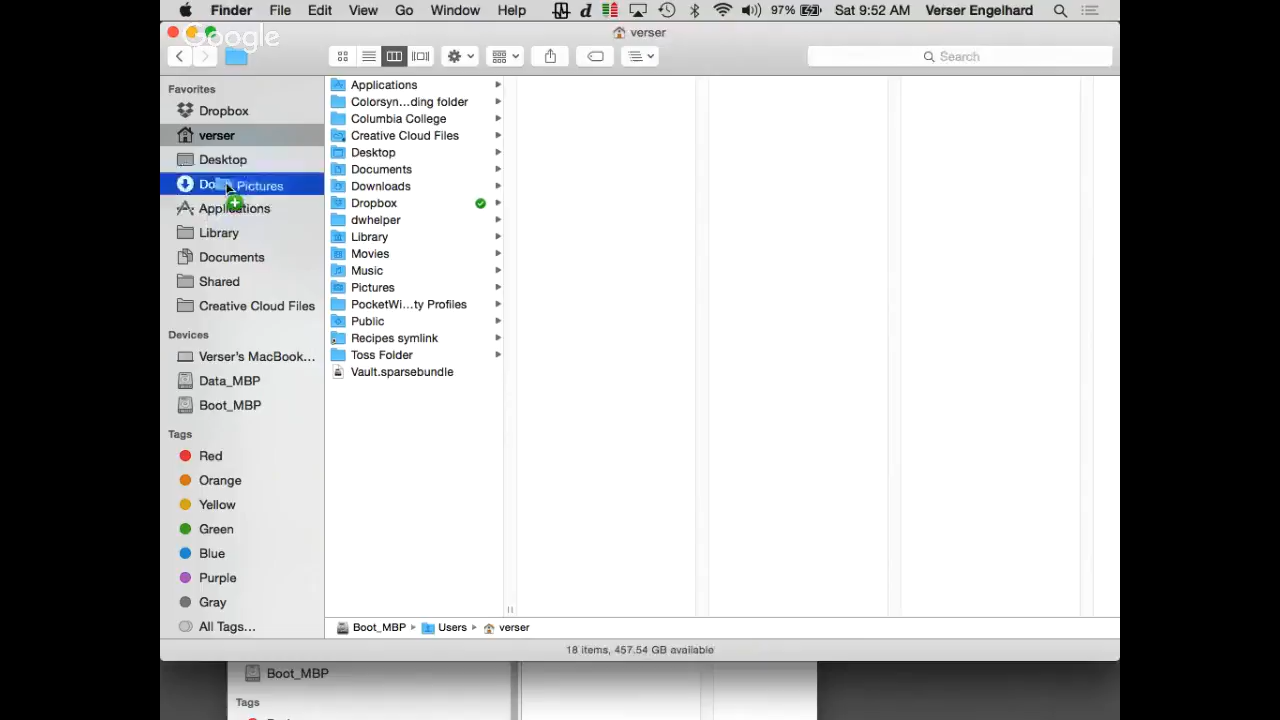 Finder File Edit View Go Window Help 97% Sat 9:52 AM Verser Engelhard
Google
verser
Search
Favorites
Dropbox
verser
Desktop
Pictures
Applications
Library
Documents
Shared
Creative Cloud Files
Devices
Verser's MacBook...
Data_MBP
Boot_MBP
Tags
Red
Orange
Yellow
Green
Blue
Purple
Gray
All Tags...
Applications
Colorsyn...ding folder
Columbia College
Creative Cloud Files
Desktop
Documents
Downloads
Dropbox
dwhelper
Library
Movies
Music
Pictures
PocketWi...ty Profiles
Public
Recipes symlink
Toss Folder
Vault.sparsebundle
Boot_MBP Users verser
18 items, 457.54 GB available
Boot_MBP
Tags